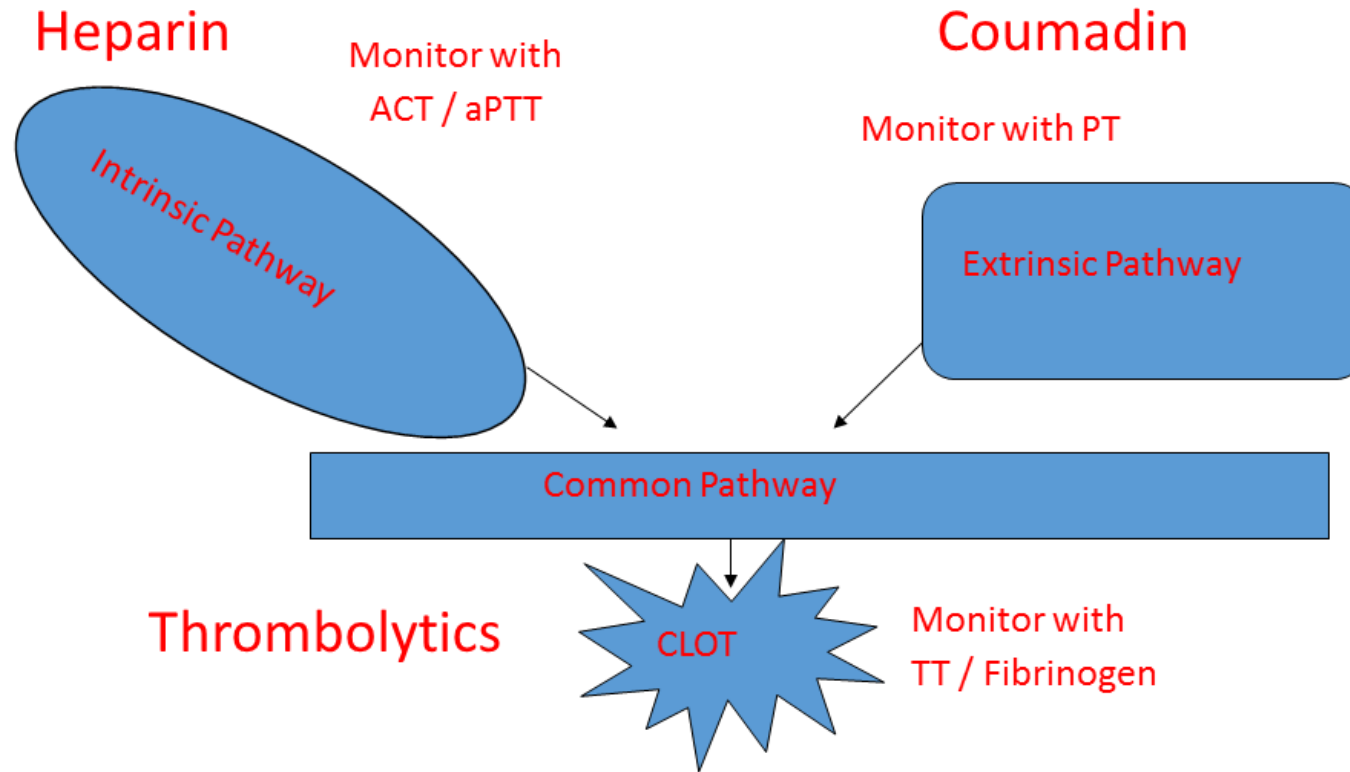 Heparin
Coumadin
Monitor with
ACT / aPTT
Monitor with PT
Intrinsic Pathway
Extrinsic Pathway
Common Pathway
Thrombolytics
CLOT
Monitor with
TT / Fibrinogen